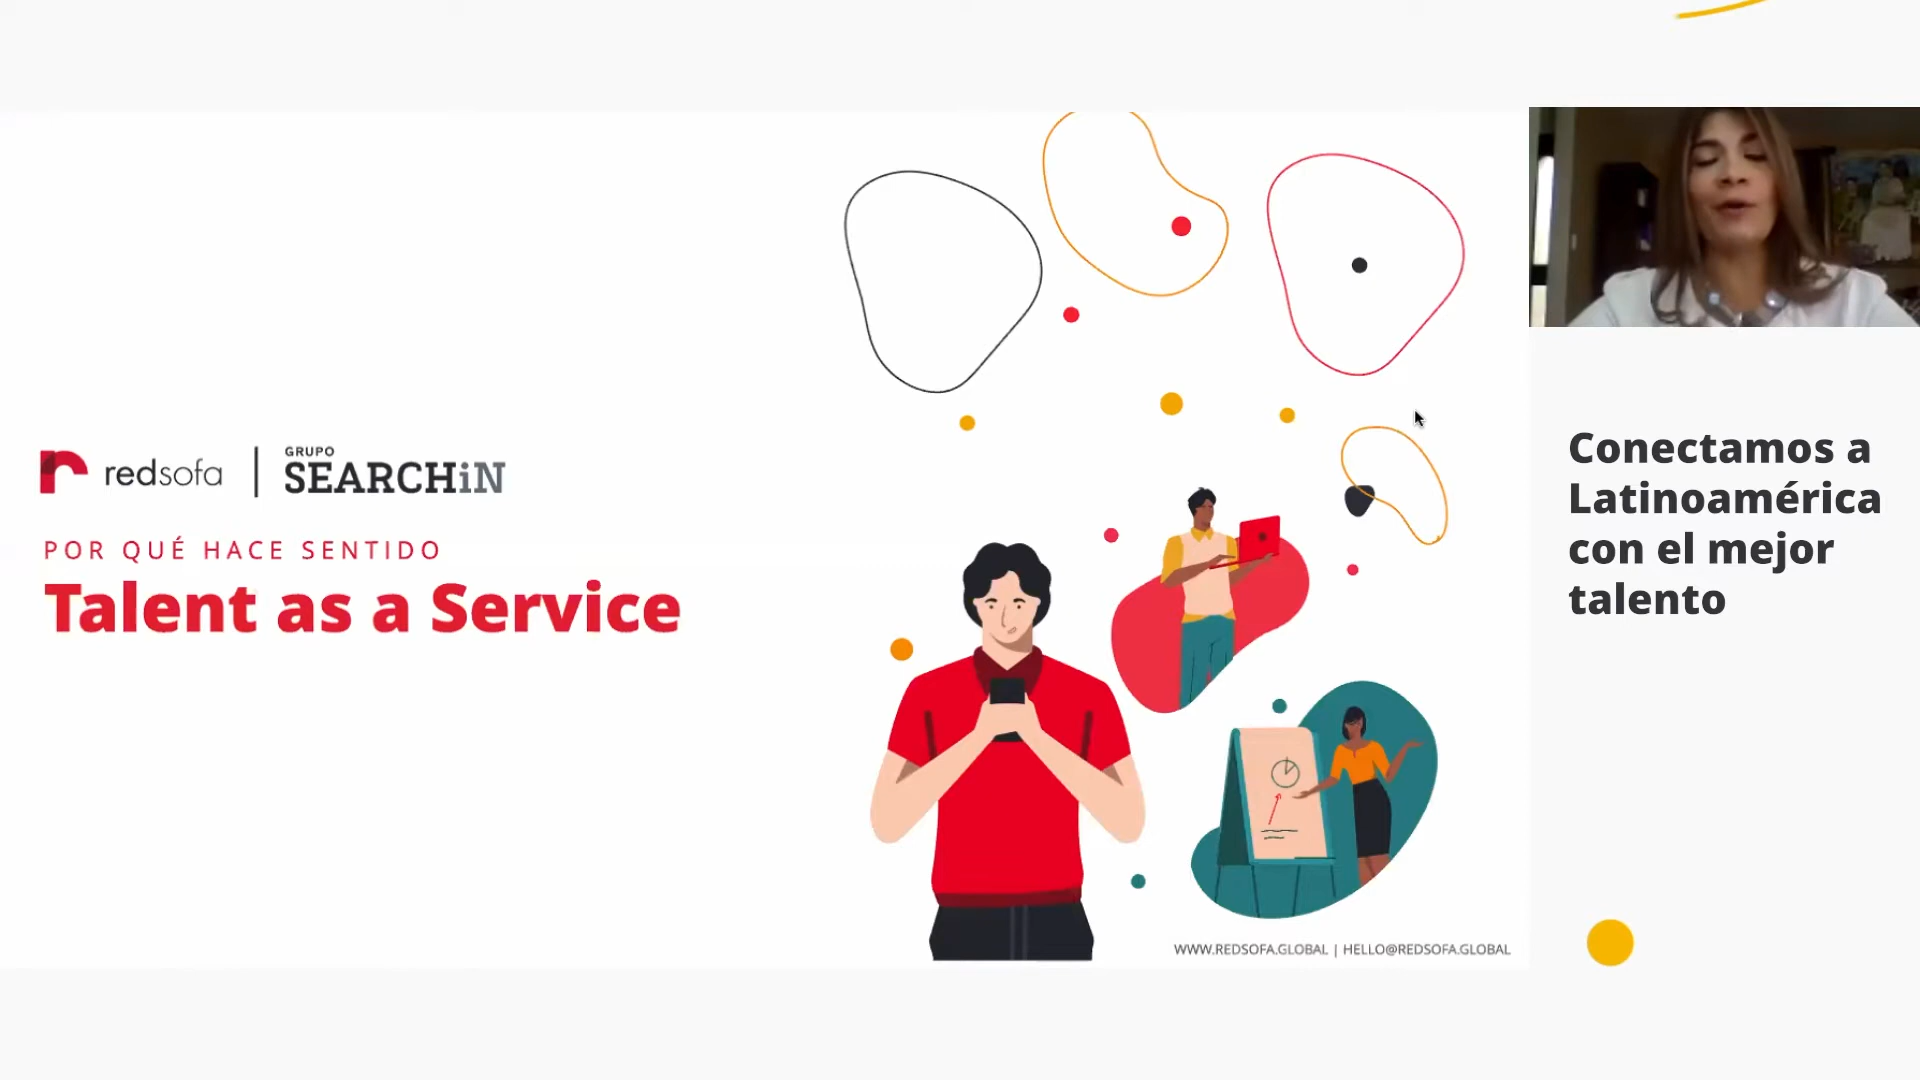 redsofa
GRUPO
SEARCHiN
POR QUÉ HACE SENTIDO
Talent as a Service
WWW.REDSOFA.GLOBAL | HELLO@REDSOFA.GLOBAL
Conectamos a
Latinoamérica
con el mejor
talento